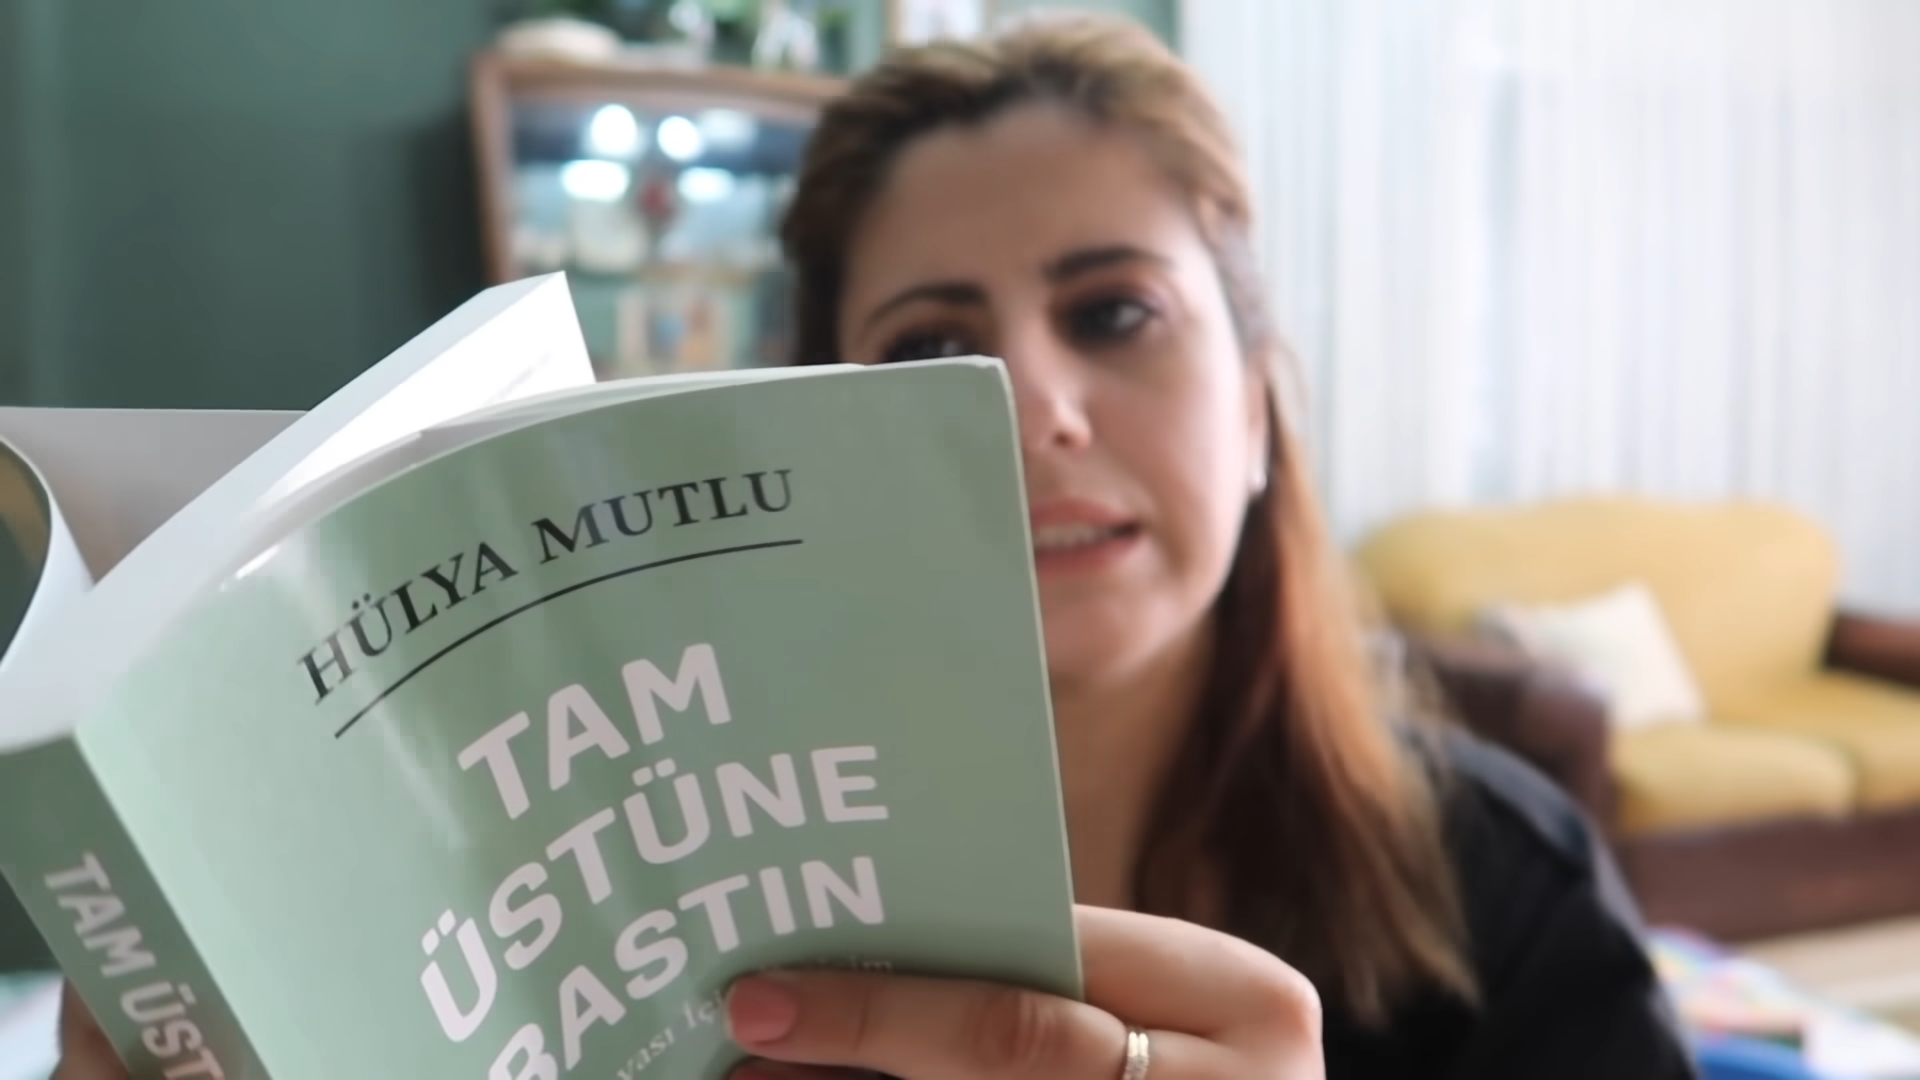 HÜLYA MUTLU
TAM
ÜSTÜNE
BASTIN
TAM ÜST